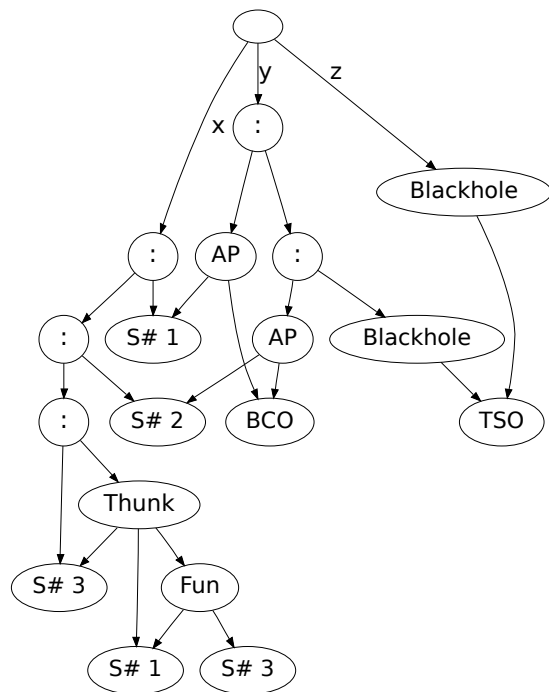 y
z
x
:
Blackhole
:
AP
:
:
S# 1
AP
Blackhole
:
S# 2
BCO
TSO
Thunk
S# 3
Fun
S# 1
S# 3